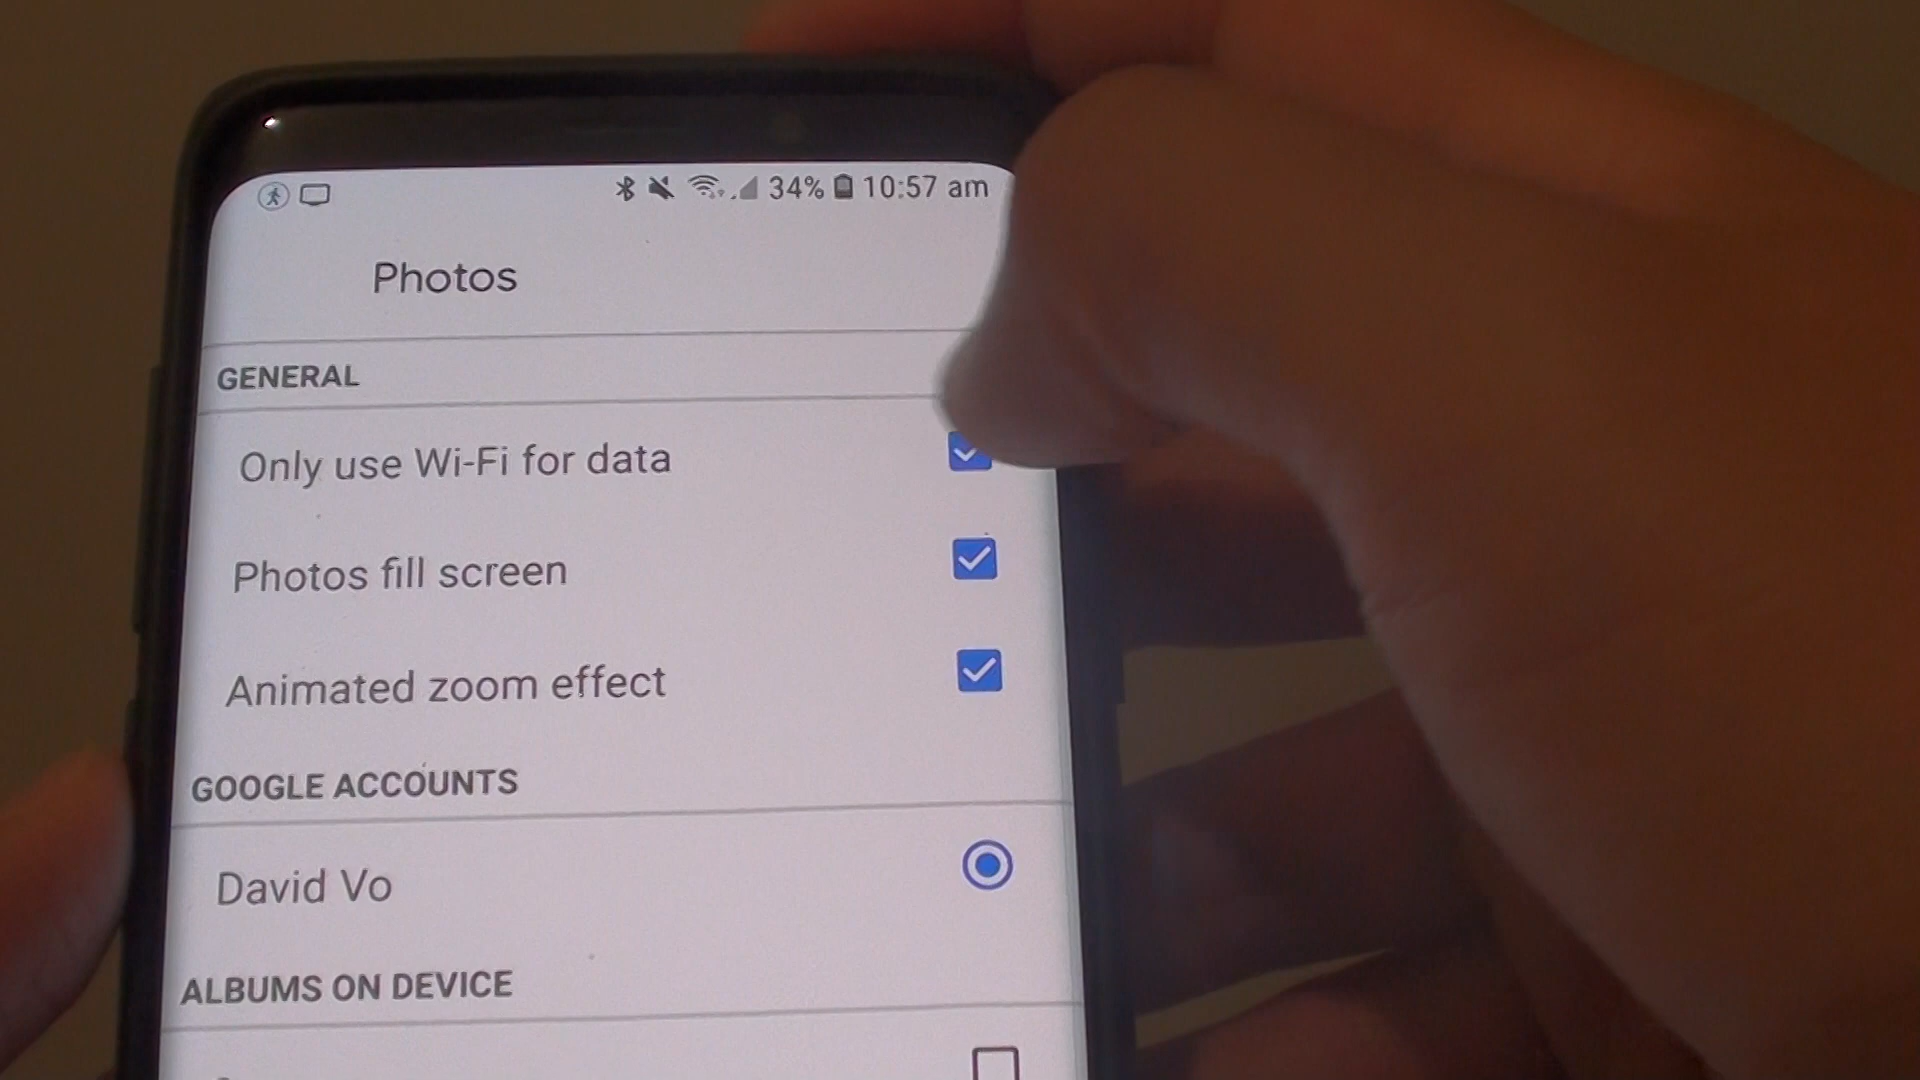 34% 10:57 am
Photos
GENERAL
Only use Wi-Fi for data
Photos fill screen
Animated zoom effect
GOOGLE ACCOUNTS
David Vo
ALBUMS ON DEVICE